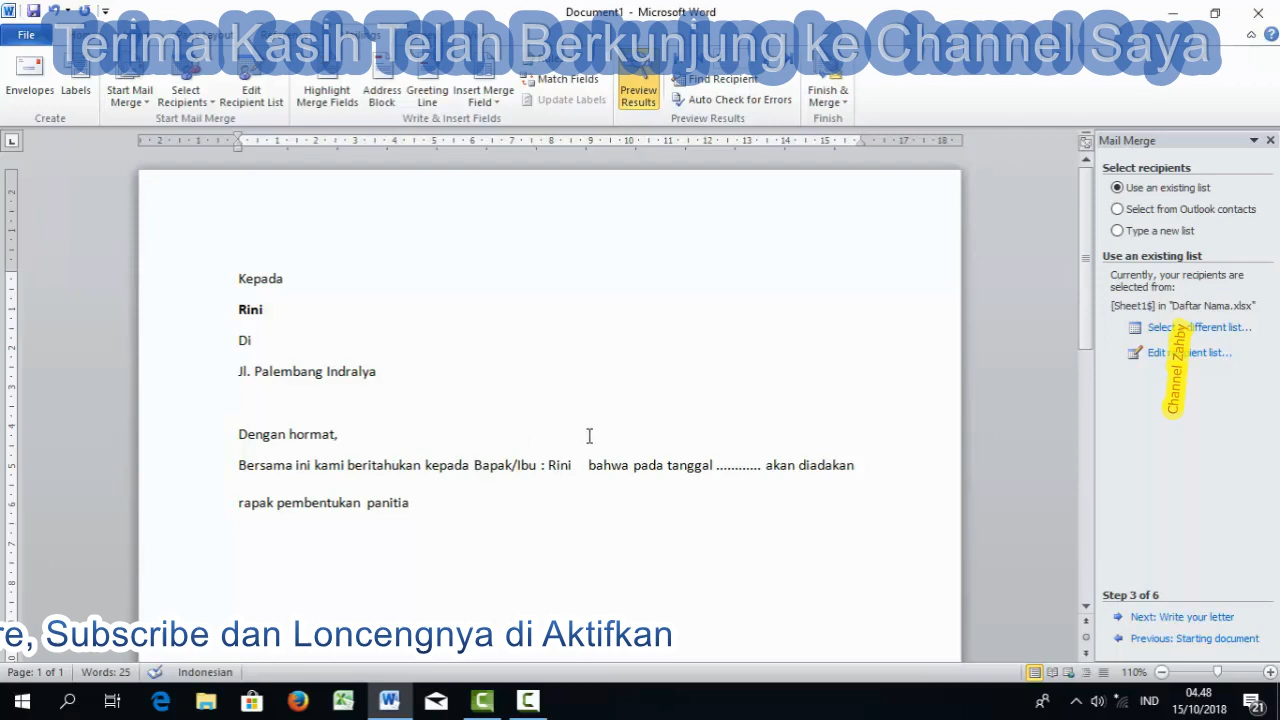 Document1 - Microsoft Word
File
Terima Kasih Telah Berkunjung ke Channel Saya
Envelopes
Labels
Start Mail Merge
Select Recipients
Edit Recipient List
Highlight Merge Fields
Address Block
Greeting Line
Insert Merge Field
Match Fields
Update Labels
Preview Results
Find Recipient
Auto Check for Errors
Finish & Merge
Create
Start Mail Merge
Write & Insert Fields
Preview Results
Finish
Kepada
Rini
Di
Jl. Palembang Indralya
Dengan hormat,
Bersama ini kami beritahukan kepada Bapak/Ibu : Rini bahwa pada tanggal ............ akan diadakan
rapak pembentukan panitia
Mail Merge
Select recipients
Use an existing list
Select from Outlook contacts
Type a new list
Use an existing list
Currently, your recipients are
selected from:
[Sheet1$] in "Daftar Nama.xlsx"
Select a different list...
Edit recipient list...
Channel Zahby
Step 3 of 6
Next: Write your letter
Previous: Starting document
re, Subscribe dan Loncengnya di Aktifkan
Page: 1 of 1
Words: 25
Indonesian
110%
IND
04.48
15/10/2018
21